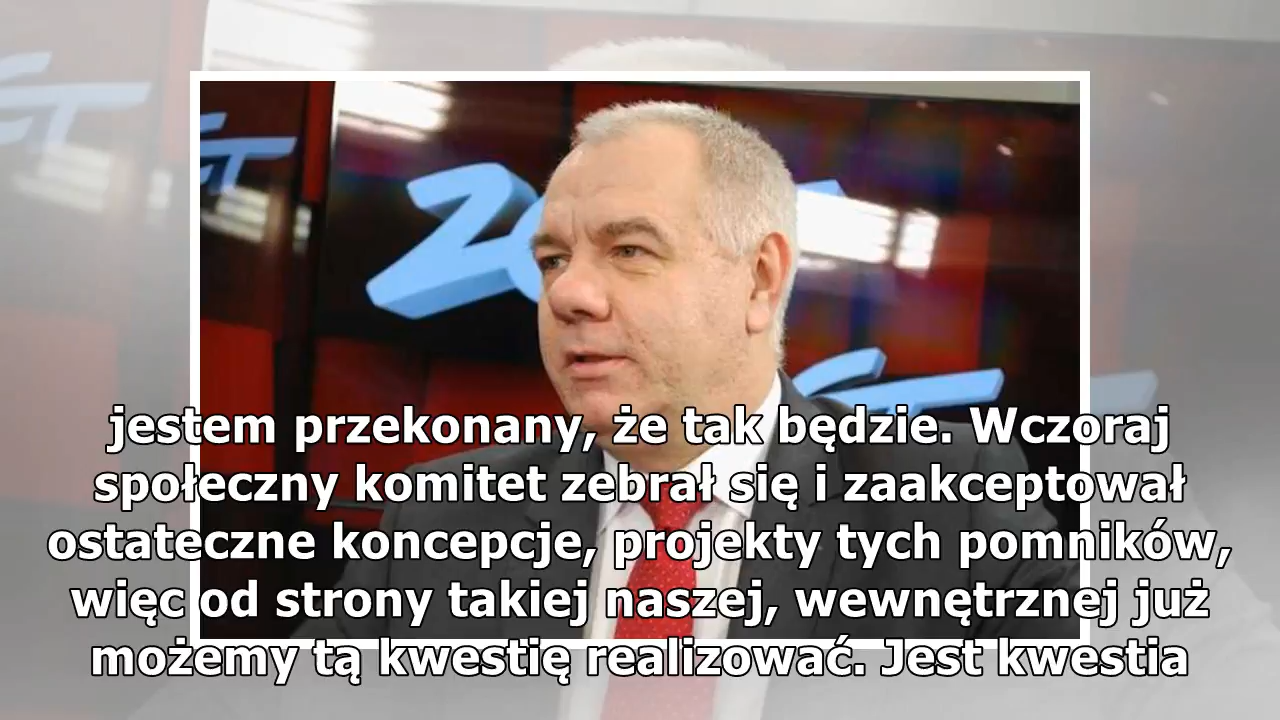 ZET
jestem przekonany, że tak będzie. Wczoraj
społeczny komitet zebrał się i zaakceptował
ostateczne koncepcje, projekty tych pomników,
więc od strony takiej naszej, wewnętrznej już
możemy tą kwestię realizować. Jest kwestia